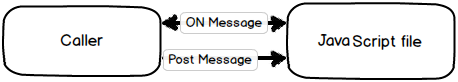 Caller
ON Message
Post Message
JavaScript file